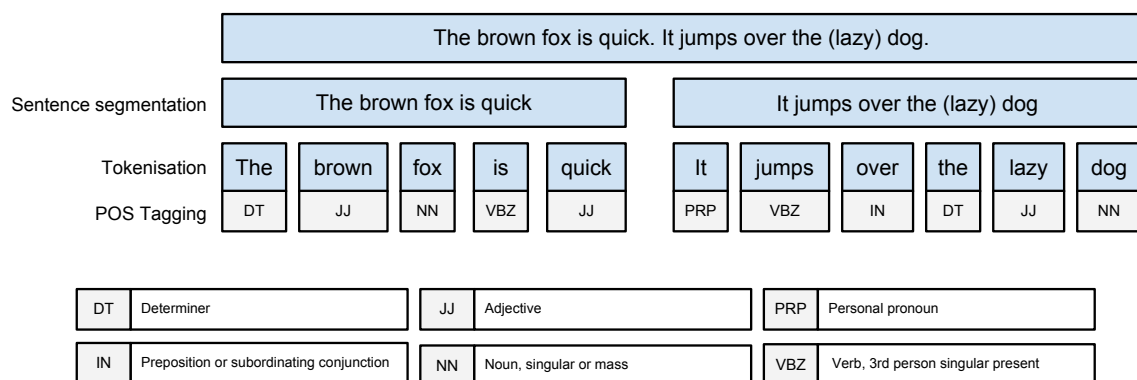 The brown fox is quick. It jumps over the (lazy) dog.
Sentence segmentation The brown fox is quick It jumps over the (lazy) dog
Tokenisation The brown fox is quick It jumps over the lazy dog
POS Tagging DT JJ NN VBZ JJ PRP VBZ IN DT JJ NN
DT Determiner JJ Adjective PRP Personal pronoun
IN Preposition or subordinating conjunction NN Noun, singular or mass VBZ Verb, 3rd person singular present